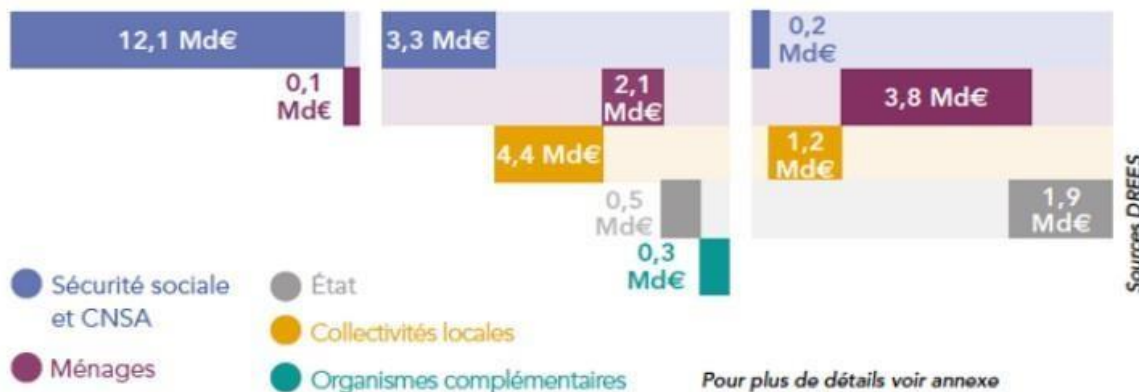 12,1 Md€
3,3 Md€
0,2
Md€
0,1
Md€
2,1
Md€
3,8 Md€
4,4 Md€
1,2
Md€
0,5
Md€
1,9
Md€
0,3
Md€
Sources DREES
Sécurité sociale
et CNSA
Ménages
État
Collectivités locales
Organismes complémentaires
Pour plus de détails voir annexe